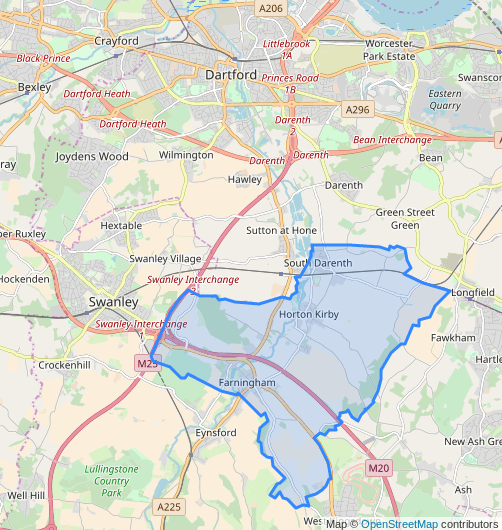 A206
Crayford
Littlebrook
1A
Worcester
Park Estate
Black Prince
Dartford
Princes Road
1B
Swanscom
Bexley
Dartford Heath
Eastern
Quarry
A296
Dartford Heath
Darenth
2
Bean Interchange
A
ray
Joydens Wood
Wilmington
Darenth
Darenth
Bean
Hawley
Darenth
Green Street
Green
per Ruxley
Hextable
Sutton at Hone
Swanley Village
South Darenth
Hockenden
Swanley Interchange
Longfield
Swanley
Horton Kirby
Swanley Interchange
Fawkham
Crockenhill
M25
Hartle
Farningham
Eynsford
New Ash Gre
Lullingstone
Country
Park
M20
Ash
Well Hill
A225
Wes
Map © OpenStreetMap contributors